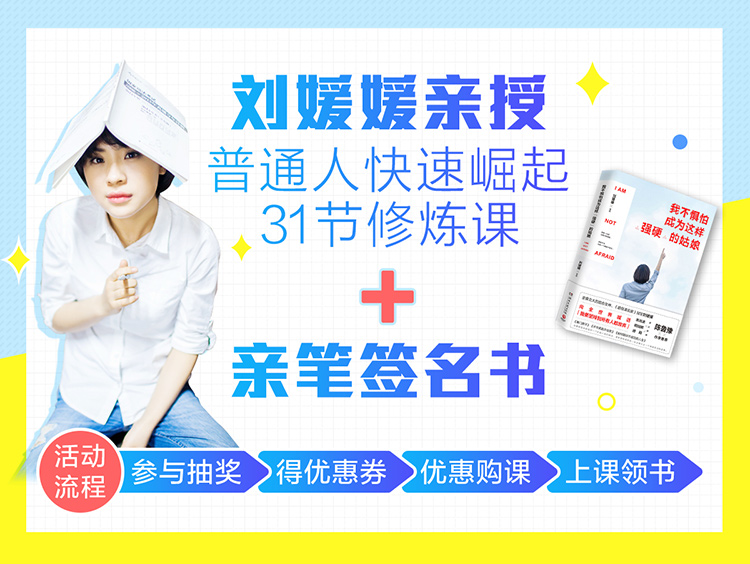 刘媛媛亲授
普通人快速崛起
31节修炼课
+
亲笔签名书
I AM
NOT
AFRAID
我不惧怕
成为这样
强硬的姑娘
陈鲁豫
活动
流程
参与抽奖
得优惠券
优惠购课
上课领书